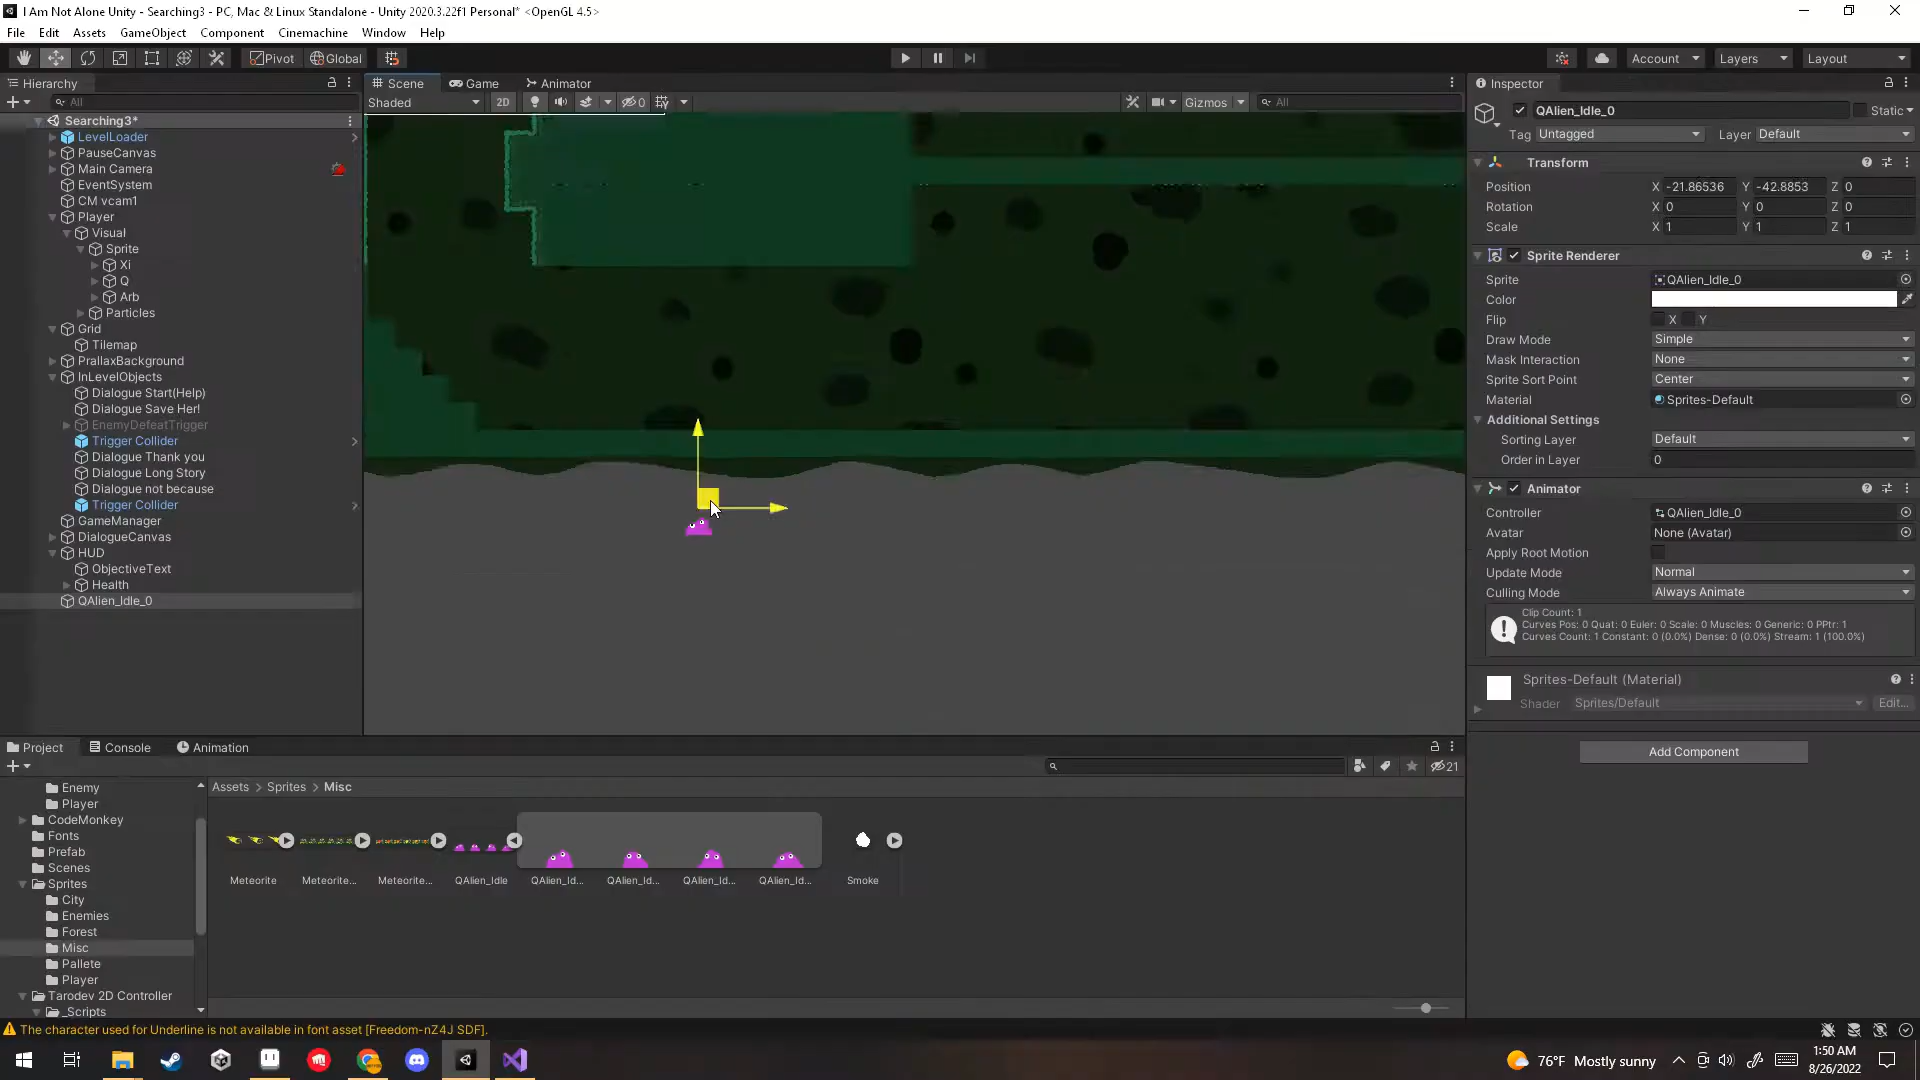 I Am Not Alone Unity - Searching3 - PC, Mac & Linux Standalone - Unity 2020.3.22f1 Personal* <OpenGL 4.5>
File Edit Assets GameObject Component Cinemachine Window Help
Pivot Global Account Layers Layout
Hierarchy
All
Searching3*
LevelLoader
PauseCanvas
Main Camera
EventSystem
CM vcam1
Player
Visual
Sprite
Xi
Q
Arb
Particles
Grid
Tilemap
PrallaxBackground
InLevelObjects
Dialogue Start(Help)
Dialogue Save Her!
EnemyDefeatTrigger
Trigger Collider
Dialogue Thank you
Dialogue Long Story
Dialogue not because
Trigger Collider
GameManager
DialogueCanvas
HUD
ObjectiveText
Health
QAlien_Idle_0
Scene Game Animator
Shaded 2D 0 Gizmos All
Inspector
QAlien_Idle_0 Static
Tag Untagged Layer Default
Transform
Position X -21.86536 Y -42.8853 Z 0
Rotation X 0 Y 0 Z 0
Scale X 1 Y 1 Z 1
Sprite Renderer
Sprite QAlien_Idle_0
Color
Flip X Y
Draw Mode Simple
Mask Interaction None
Sprite Sort Point Center
Material Sprites-Default
Additional Settings
Sorting Layer Default
Order in Layer 0
Animator
Controller QAlien_Idle_0
Avatar None (Avatar)
Apply Root Motion
Update Mode Normal
Culling Mode Always Animate
Clip Count: 1
Curves Pos: 0 Quat: 0 Euler: 0 Scale: 0 Muscles: 0 Generic: 0 PPtr: 1
Curves Count: 1 Constant: 0 (0.0%) Dense: 0 (0.0%) Stream: 1 (100.0%)
Sprites-Default (Material)
Shader Sprites/Default Edit...
Add Component
Project Console Animation
21
Enemy
Player
CodeMonkey
Fonts
Prefab
Scenes
Sprites
City
Enemies
Forest
Misc
Pallete
Player
Tarodev 2D Controller
_Scripts
Assets > Sprites > Misc
Meteorite Meteorite... Meteorite... QAlien_Idle QAlien_Id... QAlien_Id... QAlien_Id... QAlien_Id... Smoke
The character used for Underline is not available in font asset [Freedom-nZ4J SDF].
76°F Mostly sunny
1:50 AM
8/26/2022